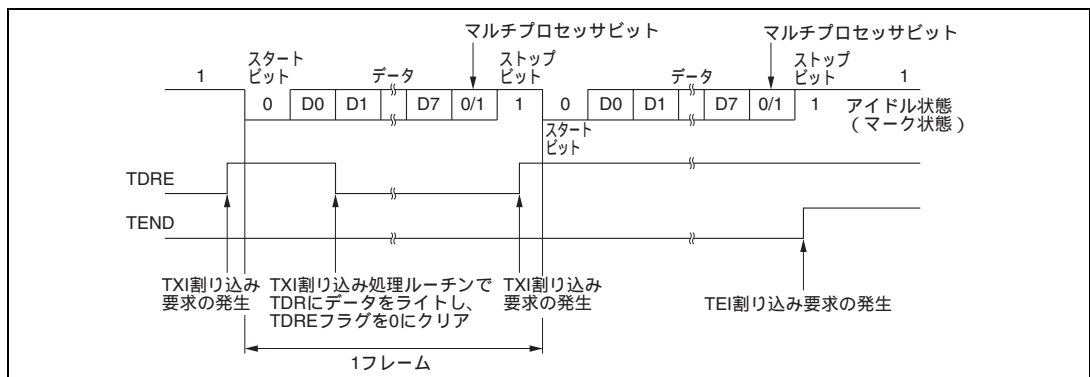 マルチプロセッサビット マルチプロセッサビット
1 スタート
ビット データ ストップ
ビット データ ストップ
ビット 1
0 D0 D1 D7 0/1 1 0 D0 D1 D7 0/1 1 アイドル状態
（マーク状態）
スタート
ビット
TDRE
TEND
TXI割り込み
要求の発生
TXI割り込み処理ルーチンで
TDRにデータをライトし、
TDREフラグを0にクリア
TXI割り込み
要求の発生
TEI割り込み要求の発生
1フレーム